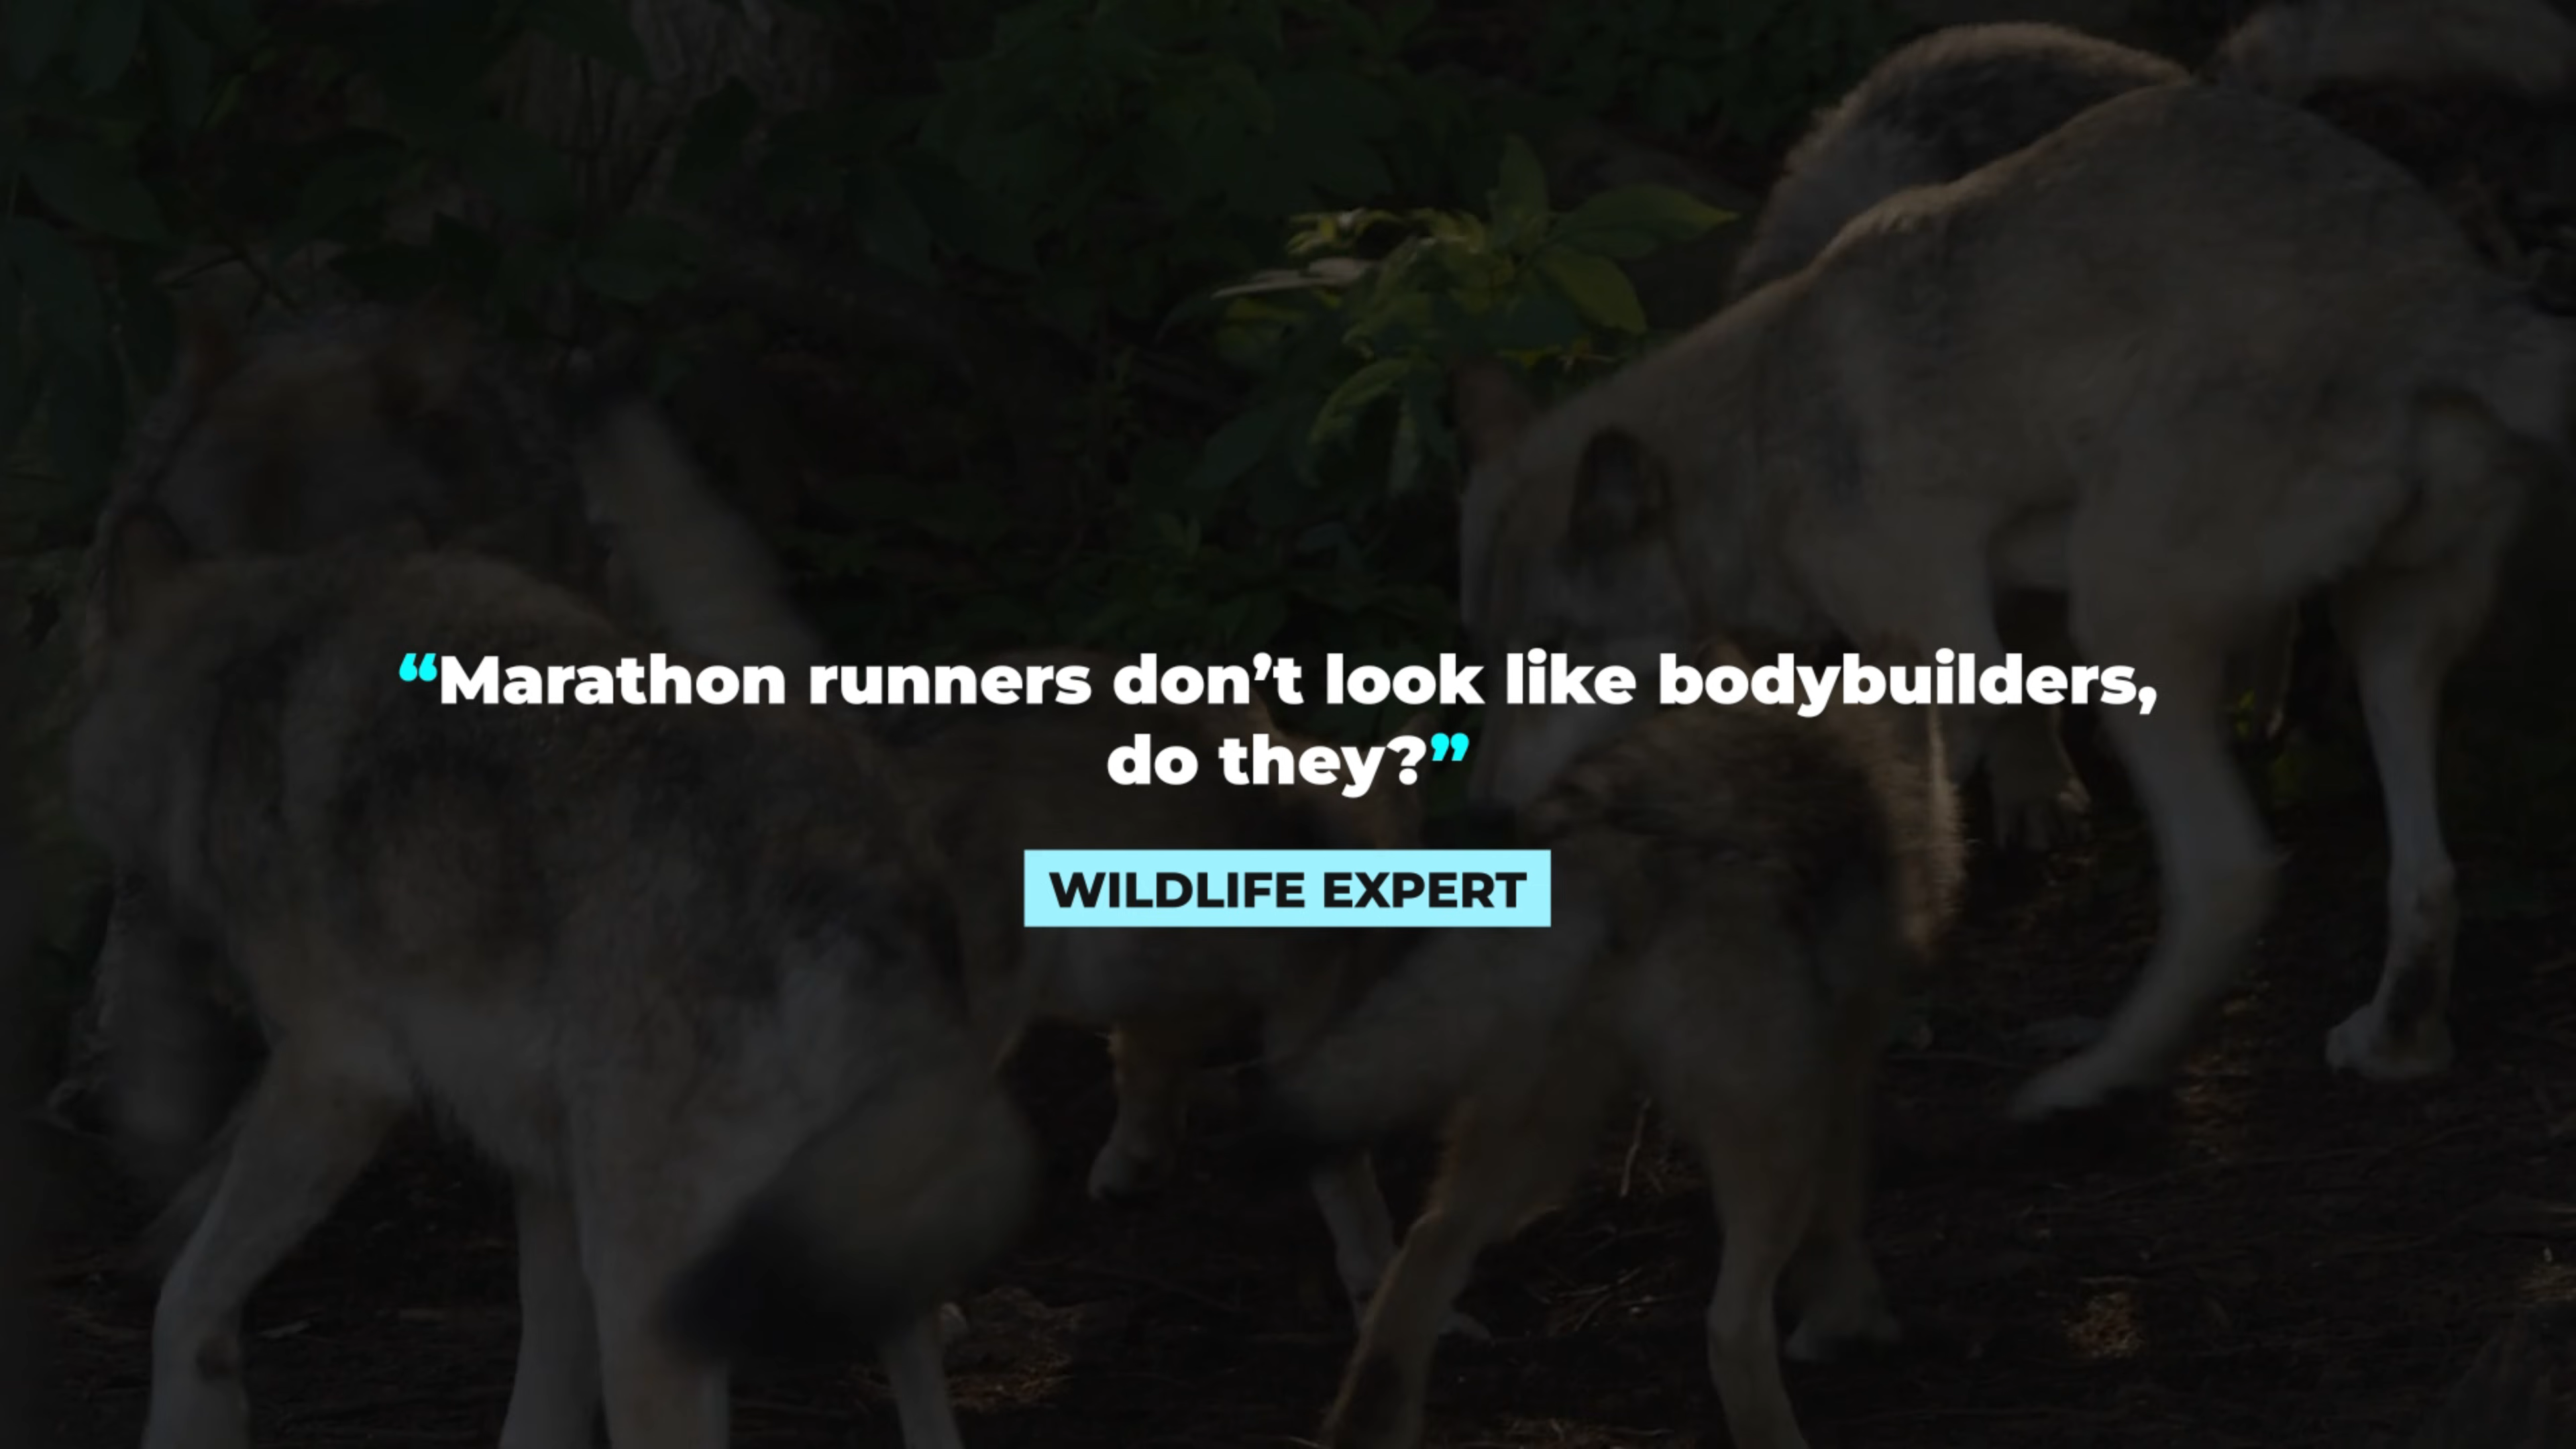 “Marathon runners don’t look like bodybuilders,
do they?”
WILDLIFE EXPERT